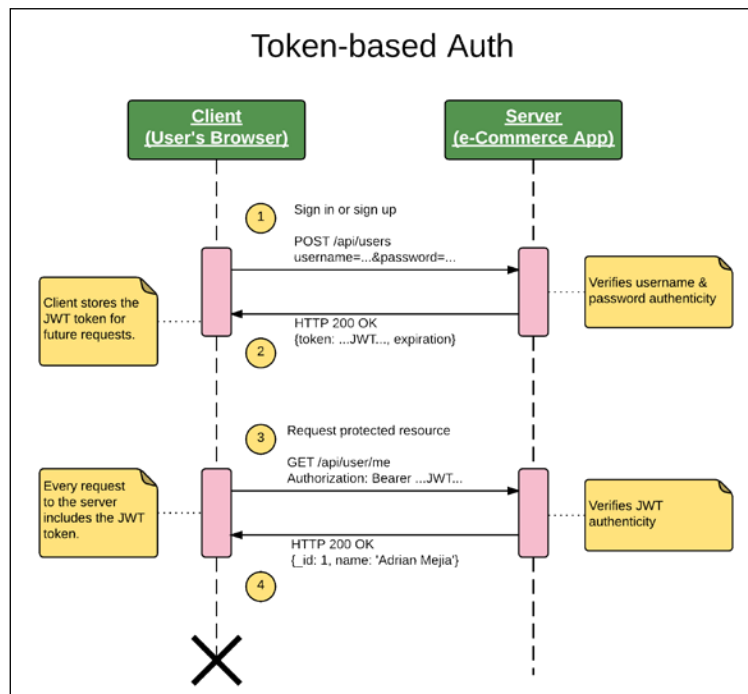 Token-based Auth
Client
(User's Browser)
Server
(e-Commerce App)
1
Sign in or sign up
POST /api/users
username=...&password=...
Verifies username &
password authenticity
Client stores the
JWT token for
future requests.
HTTP 200 OK
{token: ...JWT..., expiration}
2
3
Request protected resource
GET /api/user/me
Authorization: Bearer ...JWT...
Every request
to the server
includes the JWT
token.
Verifies JWT
authenticity
HTTP 200 OK
{_id: 1, name: 'Adrian Mejia'}
4